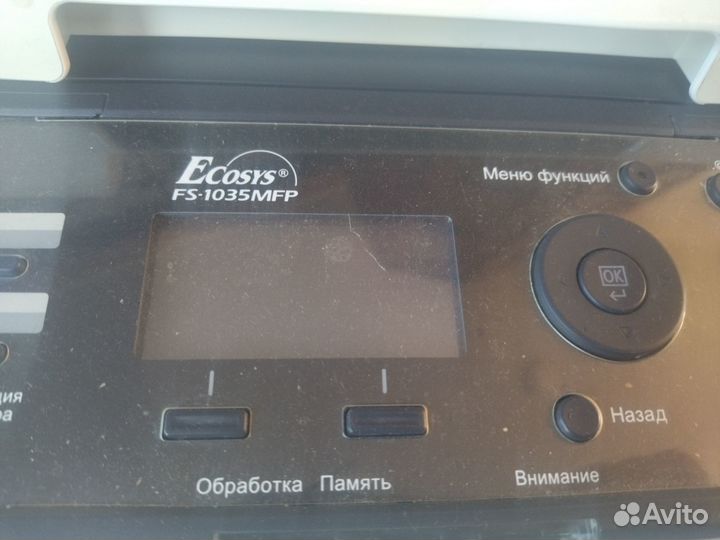 ECOSYS®
FS-1035MFP
Меню функций
OK
Назад
Обработка Память Внимание
Avito